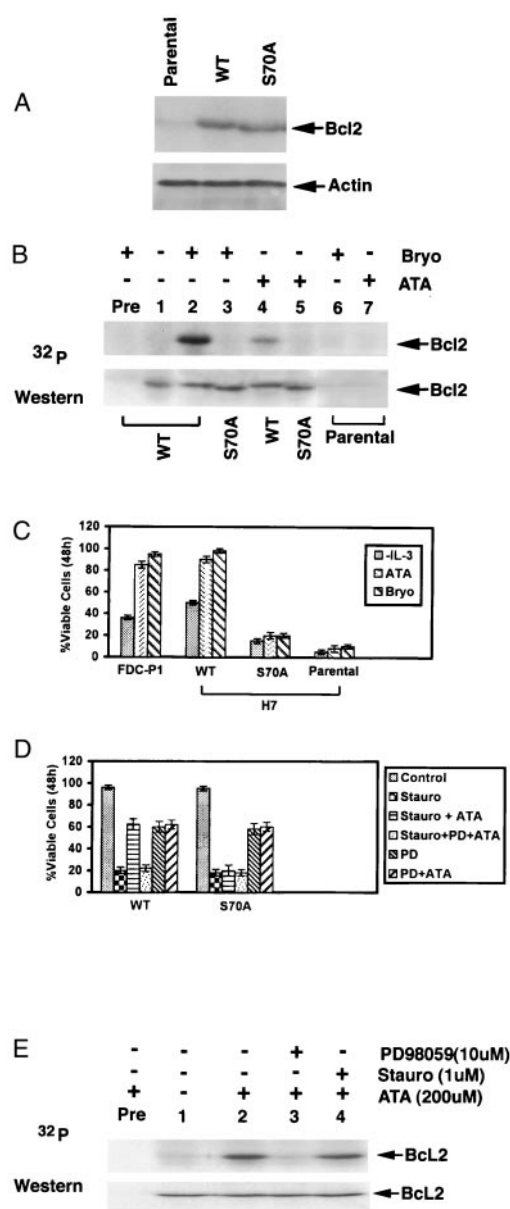 A
Parental
WT
S70A
Bcl2
Actin
B
+ - + + - - + - Bryo
- - - - + + - + ATA
Pre 1 2 3 4 5 6 7
32P
Bcl2
Western
Bcl2
WT
S70A
WT
S70A
Parental
C
%Viable Cells (48h)
120
100
80
60
40
20
0
-IL-3
ATA
Bryo
FDC-P1 WT S70A Parental
H7
D
%Viable Cells (48h)
120
100
80
60
40
20
0
Control
Stauro
Stauro + ATA
Stauro+PD+ATA
PD
PD+ATA
WT S70A
E
- - - + - PD98059(10uM)
- - - - + Stauro (1uM)
+ - + + + ATA (200uM)
Pre 1 2 3 4
32P
BcL2
Western
BcL2